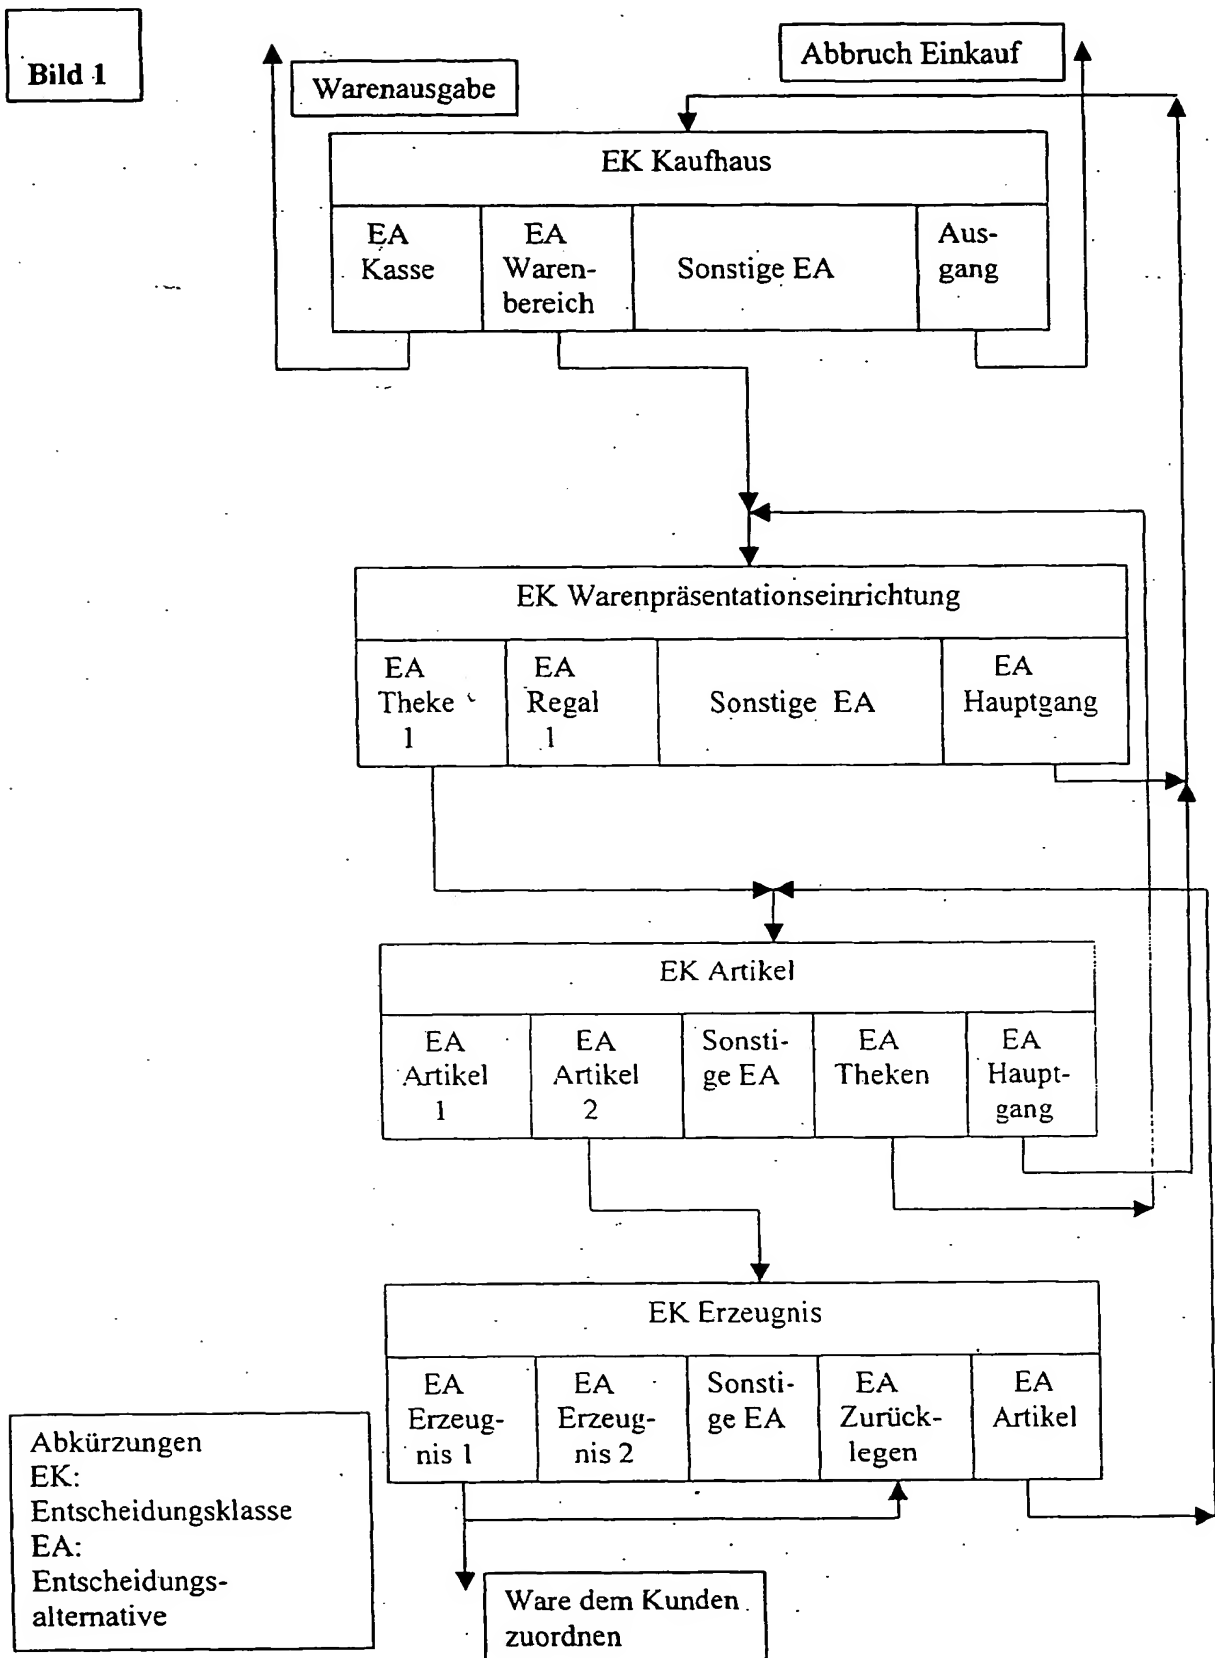 Bild 1
Warenausgabe
Abbruch Einkauf
EK Kaufhaus
EA
Kasse
EA
Waren-
bereich
Sonstige EA
Aus-
gang
EK Warenpräsentationseinrichtung
EA
Theke
1
EA
Regal
1
Sonstige EA
EA
Hauptgang
EK Artikel
EA
Artikel
1
EA
Artikel
2
Sonsti-
ge EA
EA
Theken
EA
Haupt-
gang
EK Erzeugnis
EA
Erzeug-
nis 1
EA
Erzeug-
nis 2
Sonsti-
ge EA
EA
Zurück-
legen
EA
Artikel
Abkürzungen
EK:
Entscheidungsklasse
EA:
Entscheidungs-
alternative
Ware dem Kunden
zuordnen